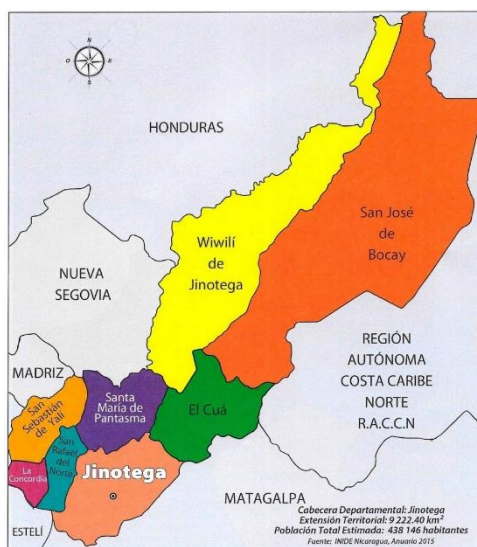 N
S
HONDURAS
San José
de
Bocay
Wiwilí
de
Jinotega
NUEVA
SEGOVIA
REGIÓN
AUTÓNOMA
COSTA CARIBE
NORTE
R.A.C.C.N
MADRIZ
San Sebastián
de Yalí
Santa
María de
Pantasma
El Cuá
San Rafael
del Norte
La
Concordia
Jinotega
MATAGALPA
ESTELÍ
Cabecera Departamental: Jinotega
Extensión Territorial: 9 222.40 km²
Población Total Estimada: 438 146 habitantes
Fuente: INIDE Nicaragua, Anuario 2015